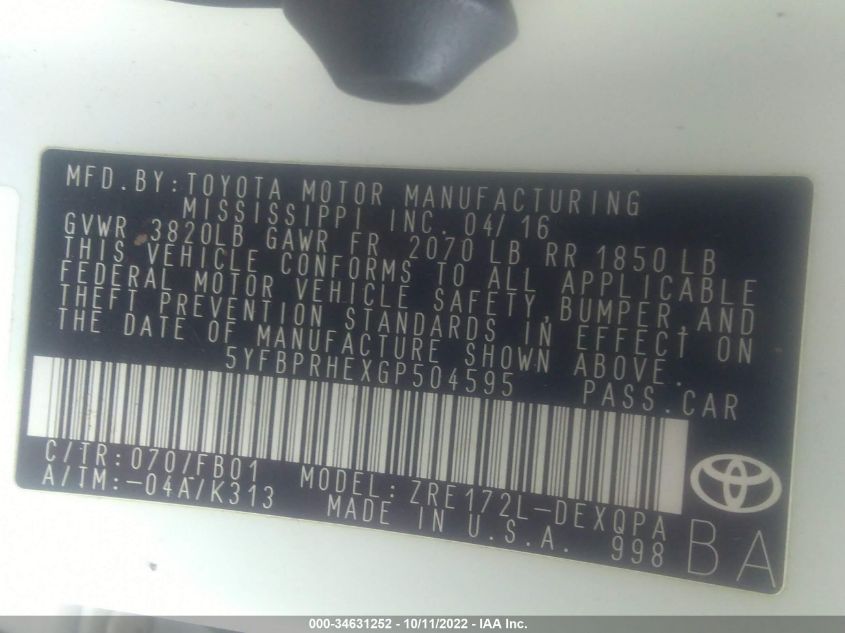 MFD.BY:TOYOTA MOTOR MANUFACTURING
MISSISSIPPI INC. 04/16
GVWR 3820LB GAWR FR 2070 LB RR 1850 LB
THIS VEHICLE CONFORMS TO ALL APPLICABLE
FEDERAL MOTOR VEHICLE SAFETY,BUMPER,AND
THEFT PREVENTION STANDARDS IN EFFECT ON
THE DATE OF MANUFACTURE SHOWN ABOVE.
5YFBPRHEXGP504595 PASS.CAR
C/TR:070/FB01 MODEL:ZRE172L-DEXQPA
A/TM:-04A/K313 MADE IN U.S.A. 998
BA
000-34631252 - 10/11/2022 - IAA Inc.